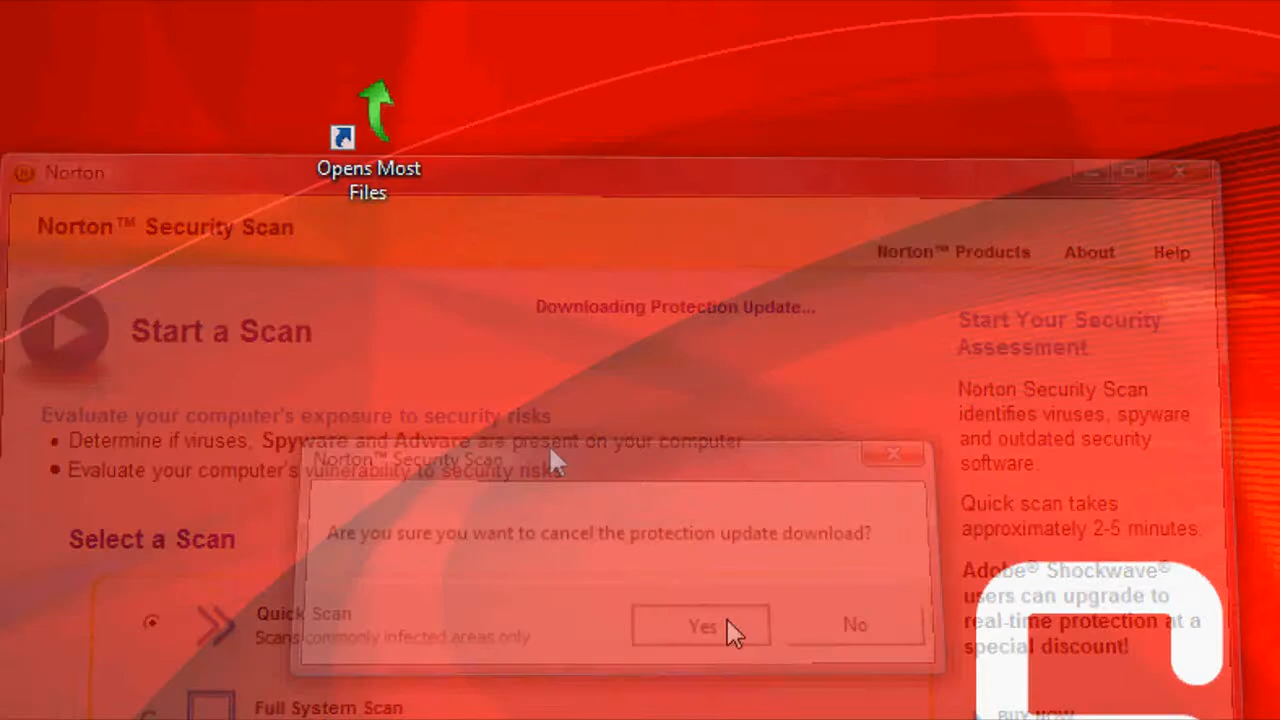 Opens Most
Files
Norton
Norton™ Security Scan
Norton™ Products About Help
Downloading Protection Update...
Start a Scan
Start Your Security
Assessment
Norton Security Scan
identifies viruses, spyware
and outdated security
software.
Quick scan takes
approximately 2-5 minutes.
Adobe® Shockwave®
users can upgrade to
real-time protection at a
special discount!
BUY NOW
Evaluate your computer's exposure to security risks
• Determine if viruses, Spyware and Adware are present on your computer
• Evaluate your computer's vulnerability to security risks
Select a Scan
Quick Scan
Scans commonly infected areas only
Full System Scan
Norton™ Security Scan
Are you sure you want to cancel the protection update download?
Yes No